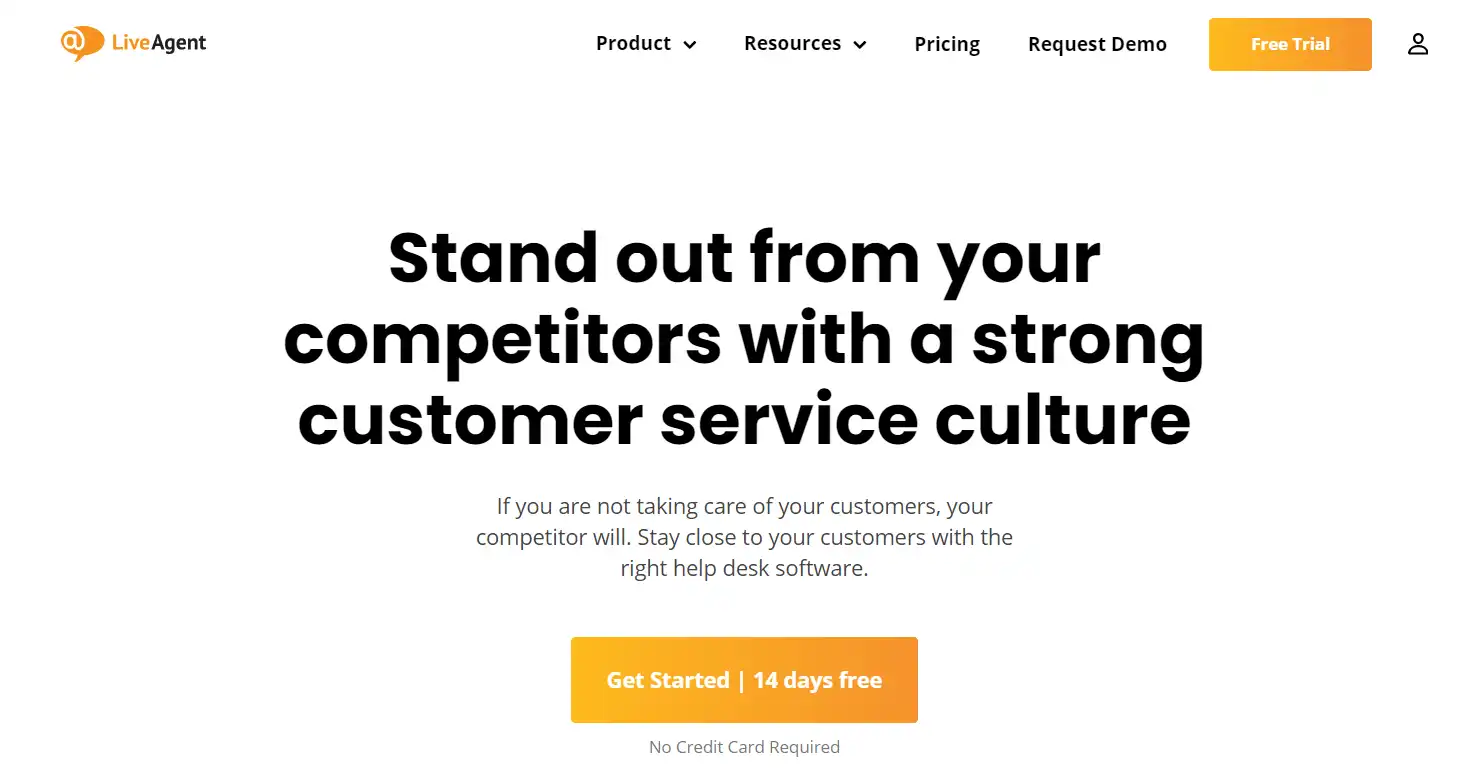 LiveAgent
Product
Resources
Pricing
Request Demo
Free Trial
Stand out from your
competitors with a strong
customer service culture
If you are not taking care of your customers, your
competitor will. Stay close to your customers with the
right help desk software.
Get Started | 14 days free
No Credit Card Required